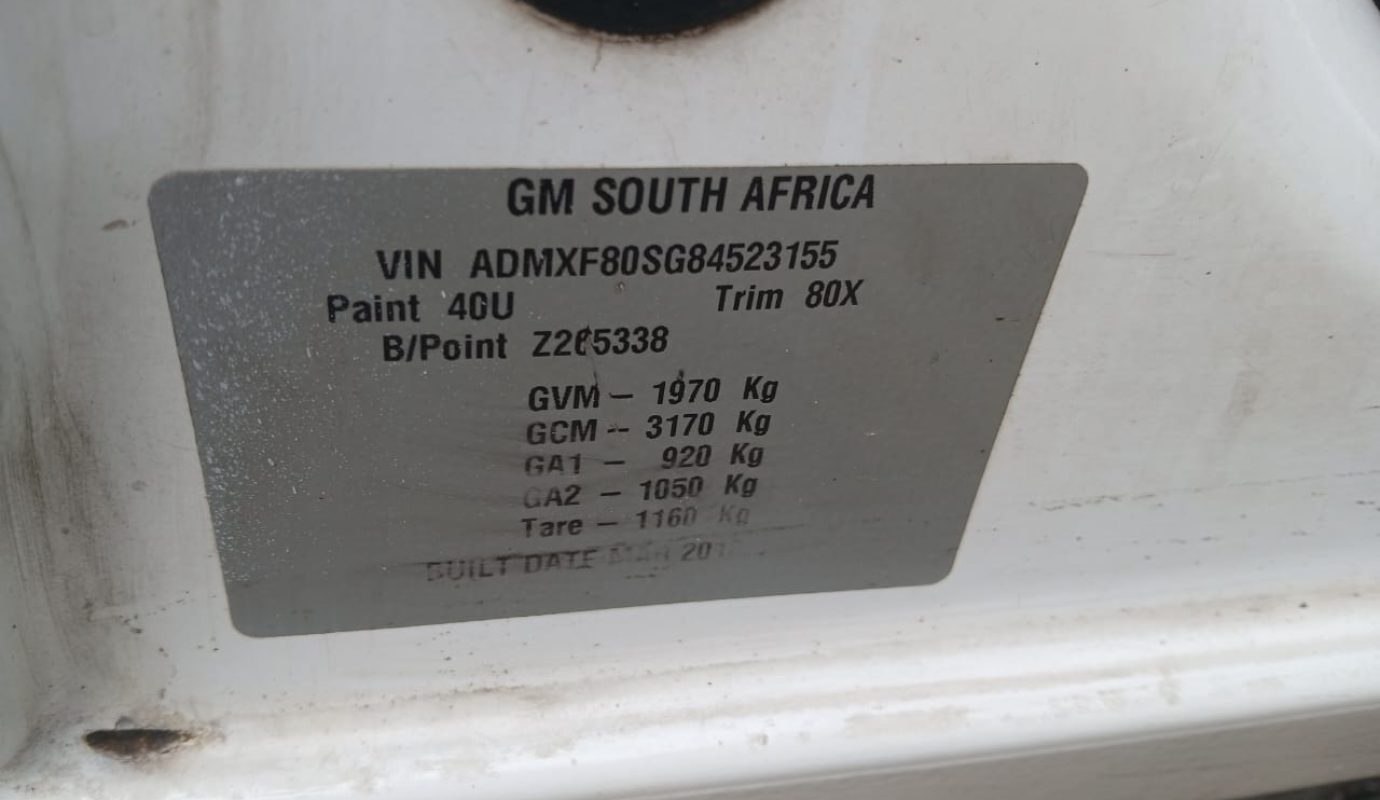 GM SOUTH AFRICA
VIN ADMXF80SG84523155
Paint 40U Trim 80X
B/Point Z265338
GVM – 1970 Kg
GCM -- 3170 Kg
GA1 – 920 Kg
GA2 – 1050 Kg
Tare – 1160 Kg
BUILT DATE